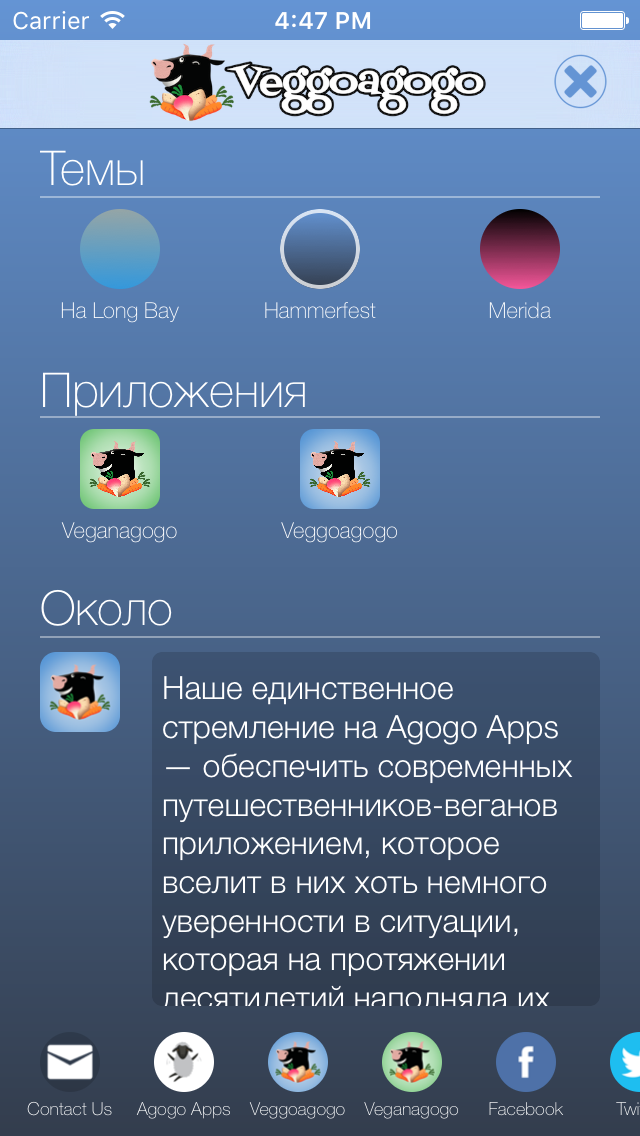 Carrier 4:47 PM
Veggoagogo
Темы
Ha Long Bay Hammerfest Merida
Приложения
Veganagogo Veggoagogo
Около
Наше единственное
стремление на Agogo Apps
— обеспечить современных
путешественников-веганов
приложением, которое
вселит в них хоть немного
уверенности в ситуации,
которая на протяжении
десятилетий наполняла их
Contact Us Agogo Apps Veggoagogo Veganagogo Facebook Twi